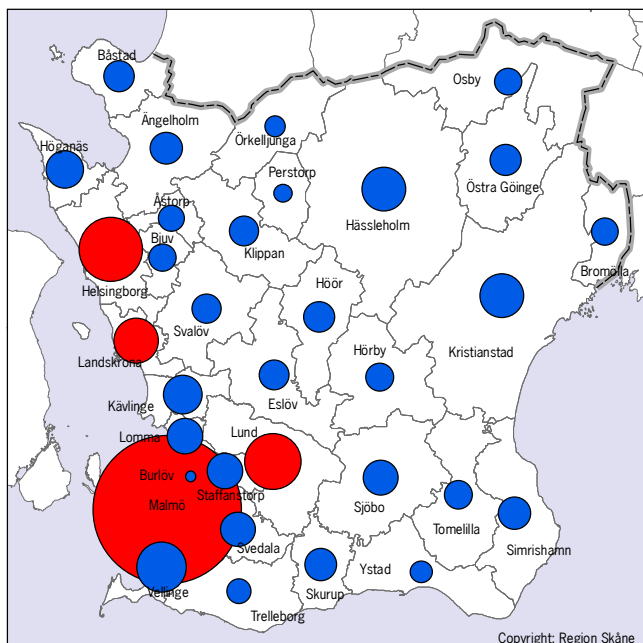 Båstad
Osby
Ängelholm
Örkelljunga
Höganäs
Perstorp
Östra Göinge
Hässleholm
Åstorp
Bjuv
Klippan
Bromölla
Helsingborg
Höör
Svalöv
Kristianstad
Landskrona
Hörby
Eslöv
Kävlinge
Lomma
Lund
Burlöv
Staffanstorp
Malmö
Sjöbo
Tomelilla
Simrishamn
Svedala
Ystad
Vellinge
Skurup
Trelleborg
Copyright: Region Skåne